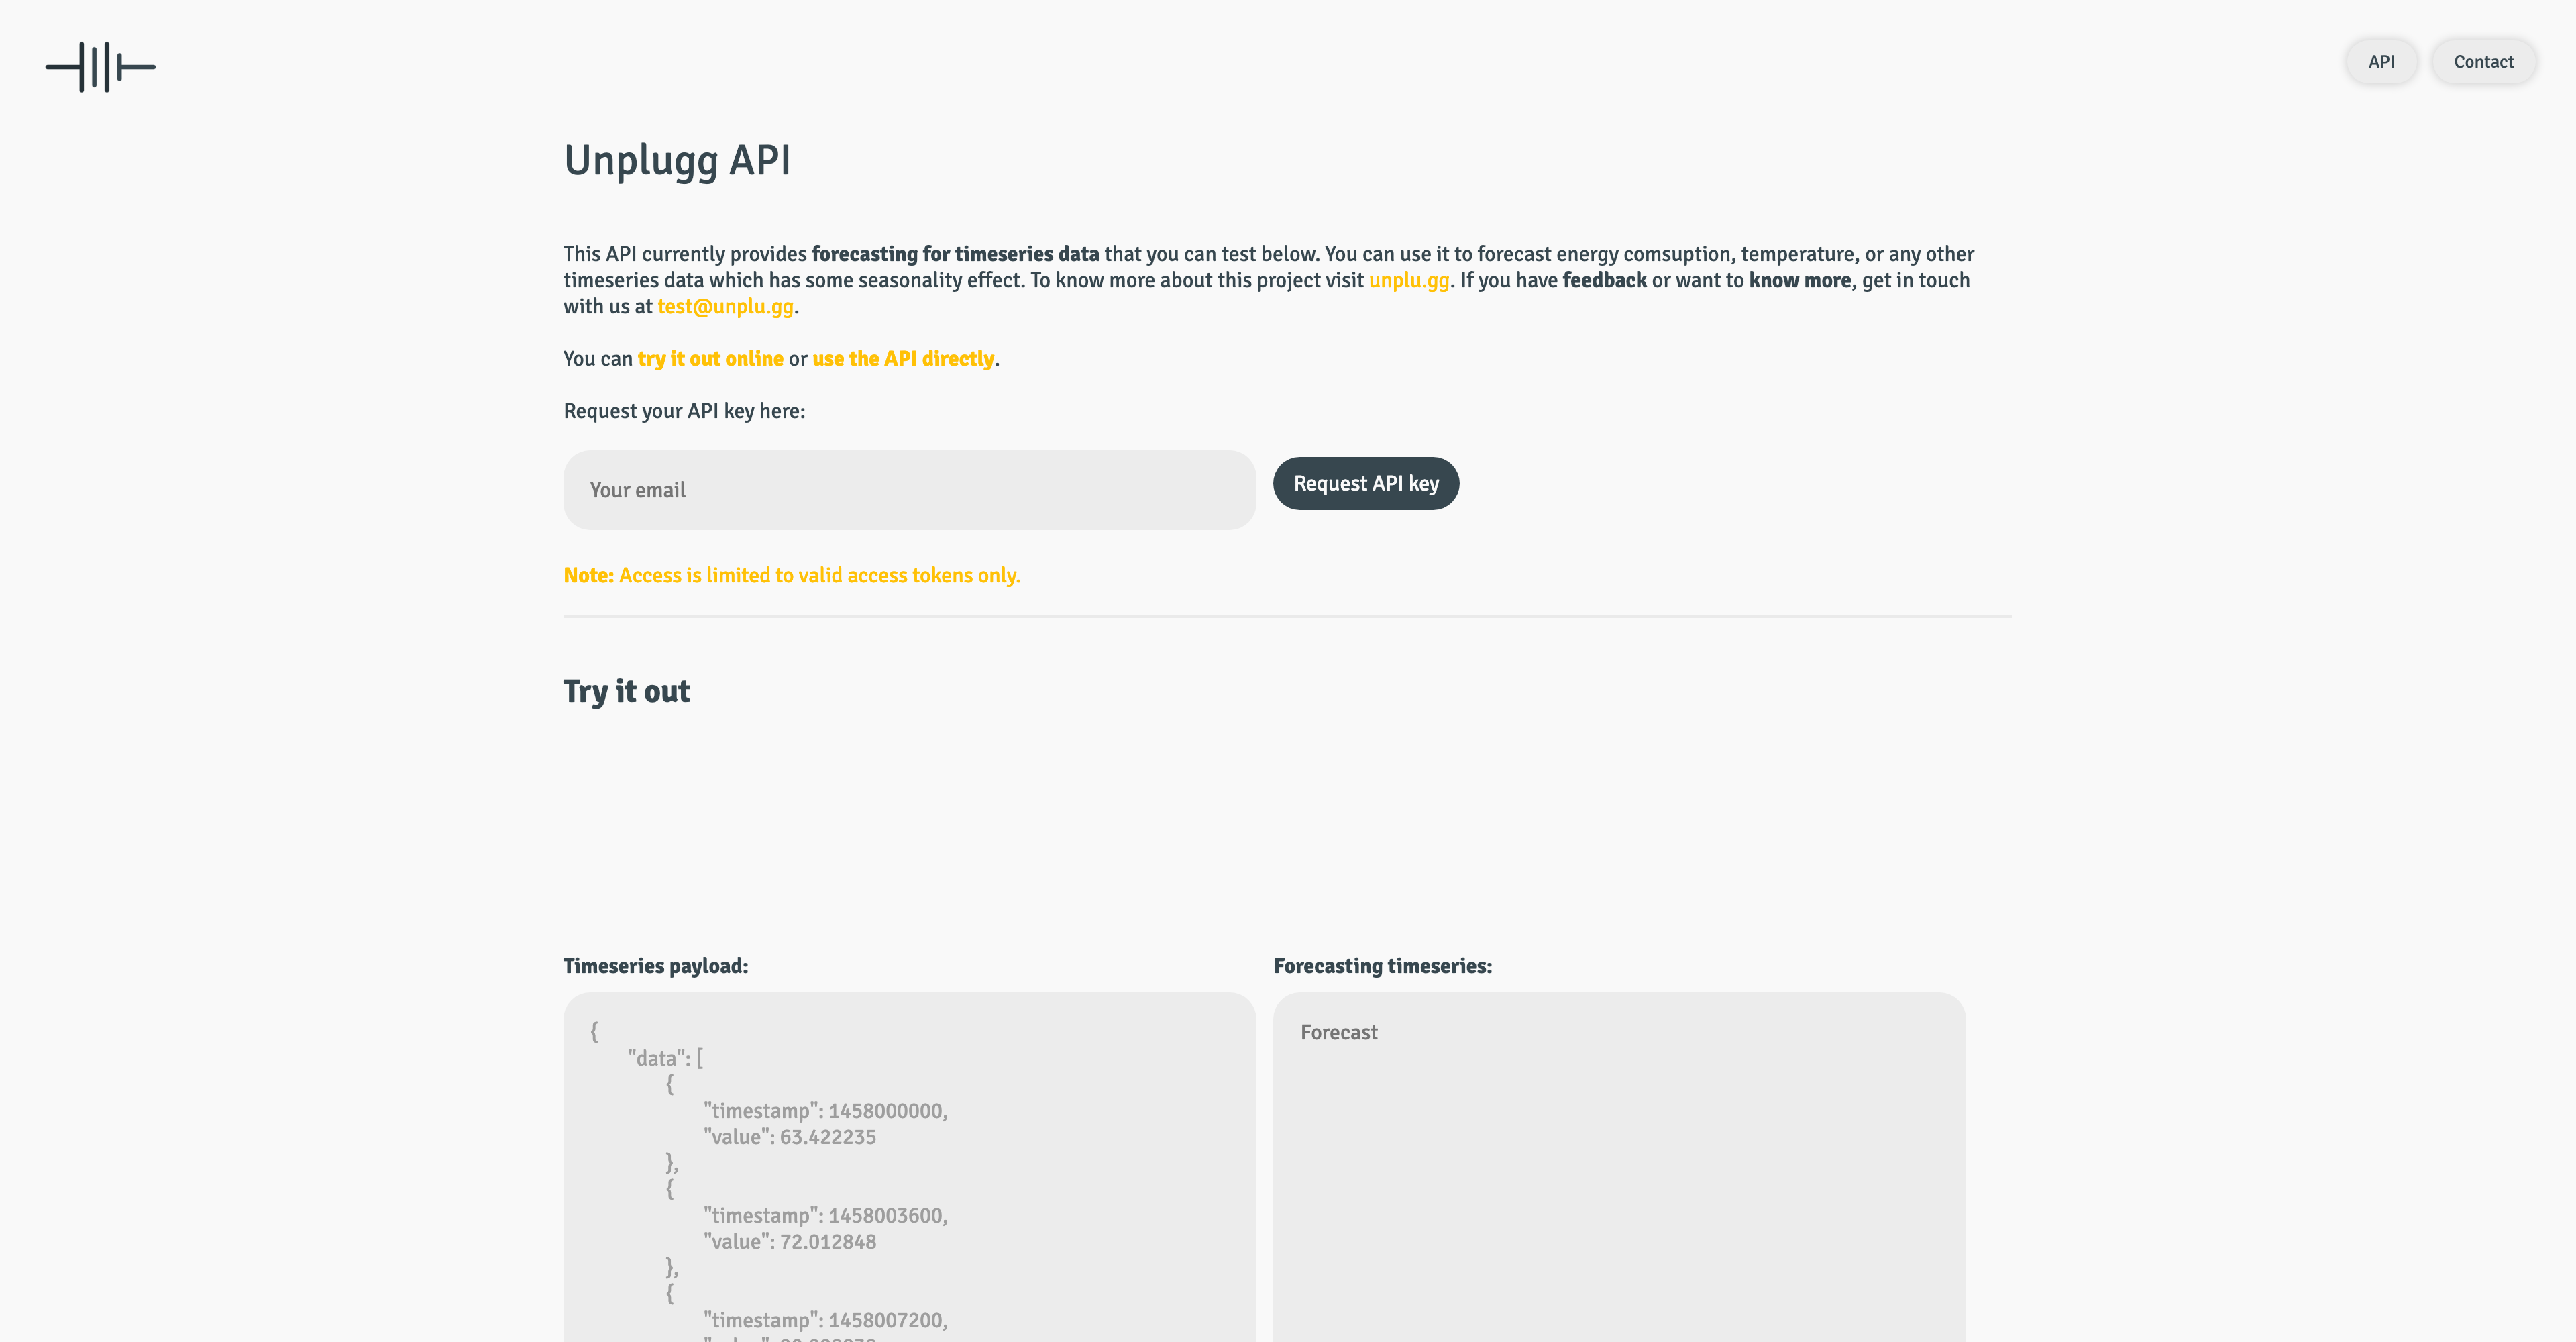 API
Contact
Unplugg API
This API currently provides forecasting for timeseries data that you can test below. You can use it to forecast energy comsuption, temperature, or any other
timeseries data which has some seasonality effect. To know more about this project visit unplu.gg. If you have feedback or want to know more, get in touch
with us at test@unplu.gg.
You can try it out online or use the API directly.
Request your API key here:
Your email
Request API key
Note: Access is limited to valid access tokens only.
Try it out
Timeseries payload:
{
"data": [
{
"timestamp": 1458000000,
"value": 63.422235
},
{
"timestamp": 1458003600,
"value": 72.012848
},
{
"timestamp": 1458007200,
Forecasting timeseries:
Forecast